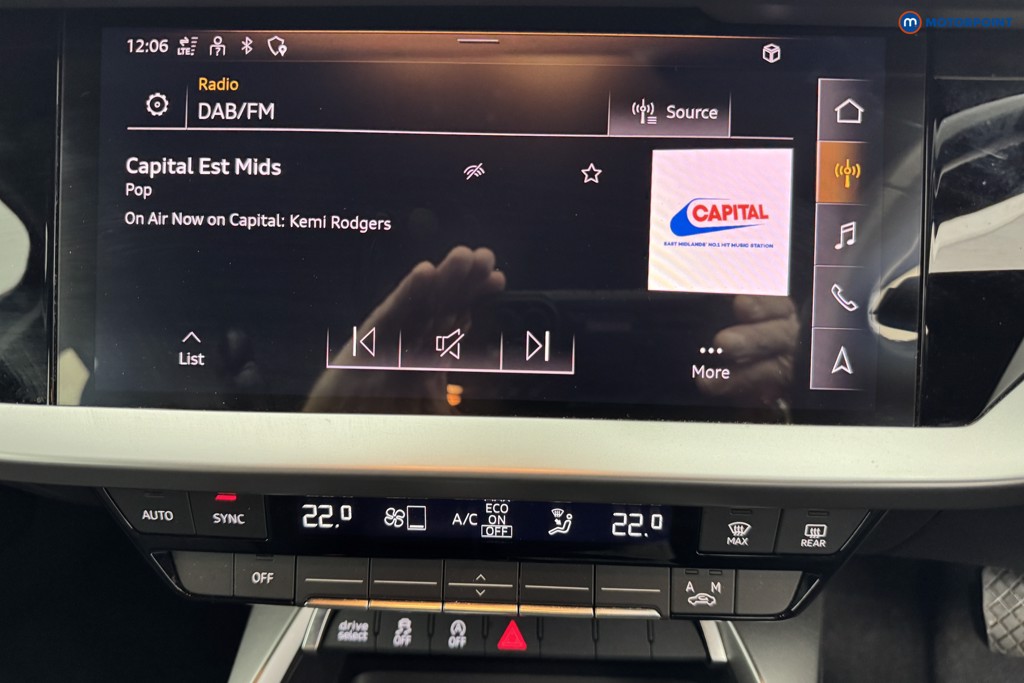 MOTORPOINT
12:06 LTE
Radio
DAB/FM
Source
Capital Est Mids
Pop
On Air Now on Capital: Kemi Rodgers
CAPITAL
EAST MIDLANDS' NO.1 HIT MUSIC STATION
List
More
AUTO
SYNC
22.0
A/C
MAX
ECO
ON
OFF
22.0
MAX
REAR
OFF
A M
drive
select
OFF
OFF